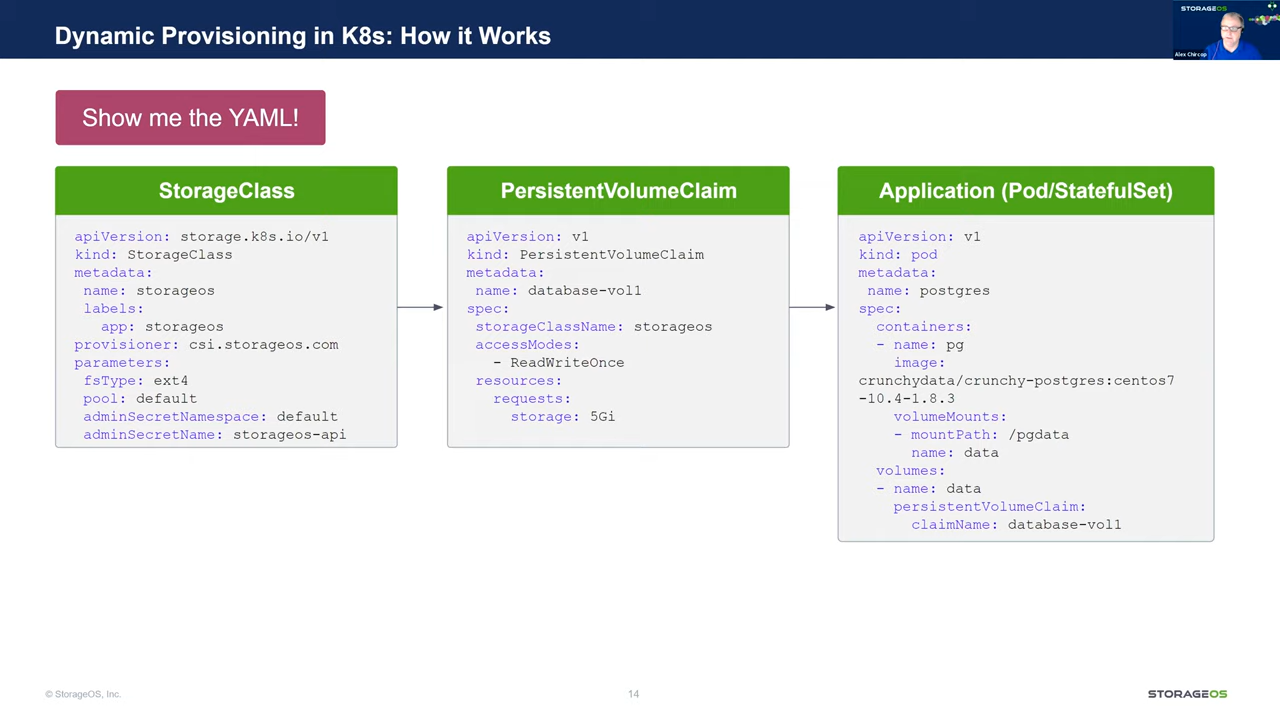 Dynamic Provisioning in K8s: How it Works
STORAGEOS
Alex Chircop
Show me the YAML!
StorageClass
apiVersion: storage.k8s.io/v1
kind: StorageClass
metadata:
name: storageos
labels:
app: storageos
provisioner: csi.storageos.com
parameters:
fsType: ext4
pool: default
adminSecretNamespace: default
adminSecretName: storageos-api
PersistentVolumeClaim
apiVersion: v1
kind: PersistentVolumeClaim
metadata:
name: database-vol1
spec:
storageClassName: storageos
accessModes:
- ReadWriteOnce
resources:
requests:
storage: 5Gi
Application (Pod/StatefulSet)
apiVersion: v1
kind: pod
metadata:
name: postgres
spec:
containers:
- name: pg
image:
crunchydata/crunchy-postgres:centos7
-10.4-1.8.3
volumeMounts:
- mountPath: /pgdata
name: data
volumes:
- name: data
persistentVolumeClaim:
claimName: database-vol1
© StorageOS, Inc.
14
STORAGEOS